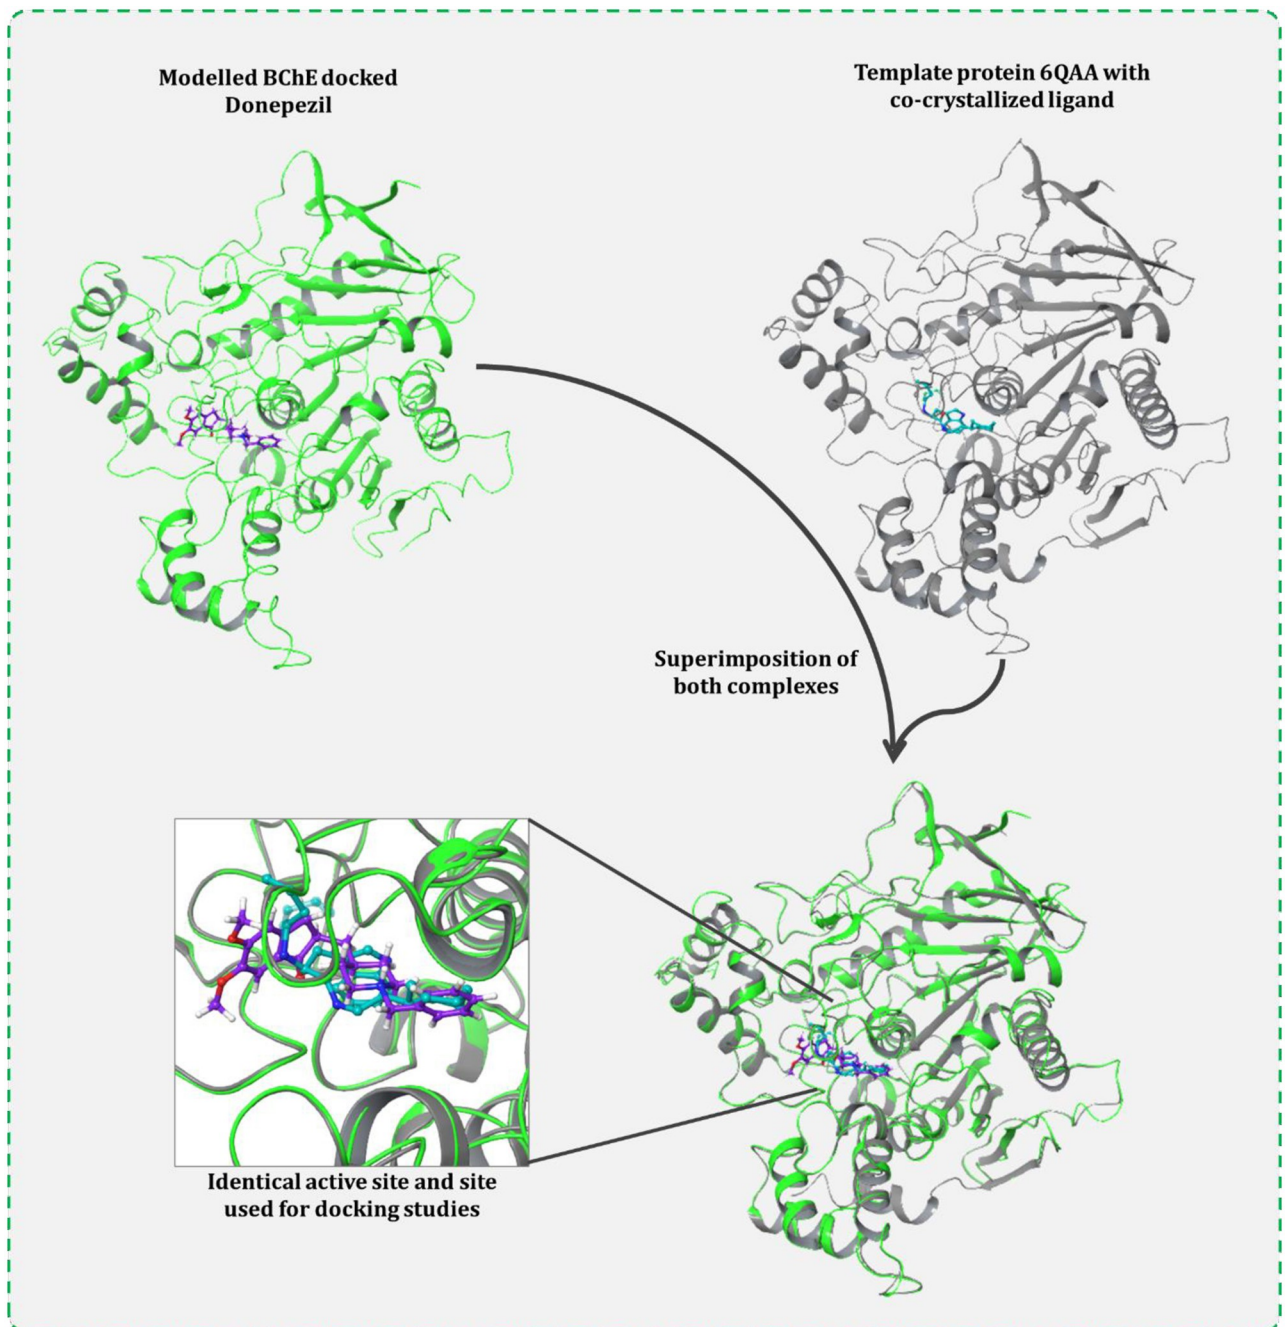 Modelled BChE docked
Donepezil
Template protein 6QAA with
co-crystallized ligand
Superimposition of
both complexes
Identical active site and site
used for docking studies